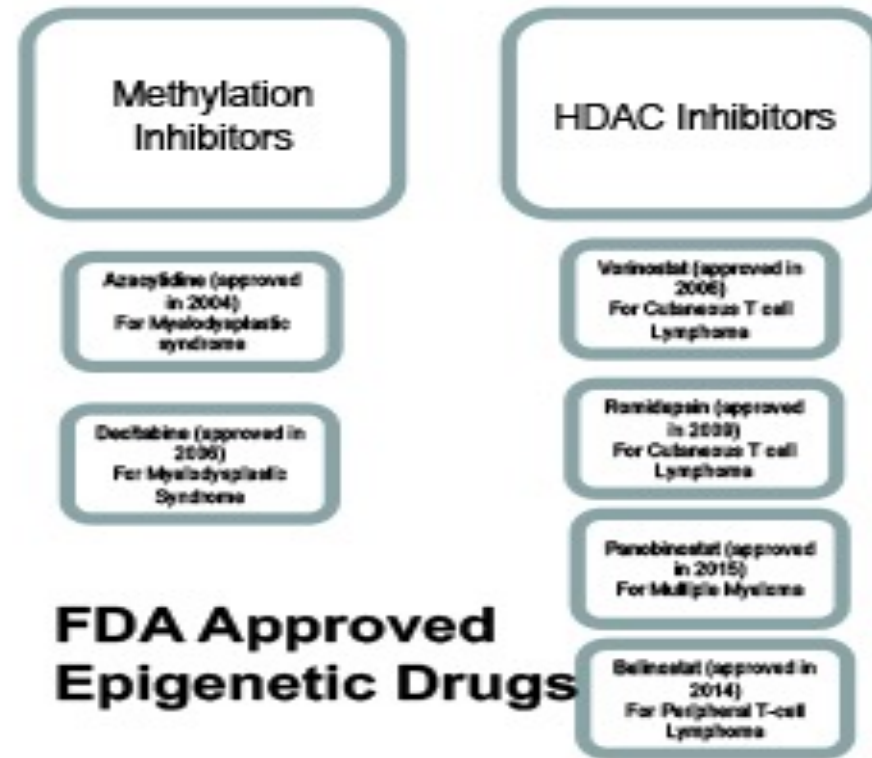 Methylation
Inhibitors
Azacytidine (approved
in 2004)
For Myelodysplastic
syndrome
Decitabine (approved in
2006)
For Myelodysplastic
Syndrome
FDA Approved
Epigenetic Drugs
HDAC Inhibitors
Vorinostat (approved in
2006)
For Cutaneous T cell
Lymphoma
Romidepsin (approved
in 2009)
For Cutaneous T cell
Lymphoma
Panobinostat (approved
in 2015)
For Multiple Myeloma
Belinostat (approved in
2014)
For Peripheral T-cell
Lymphoma